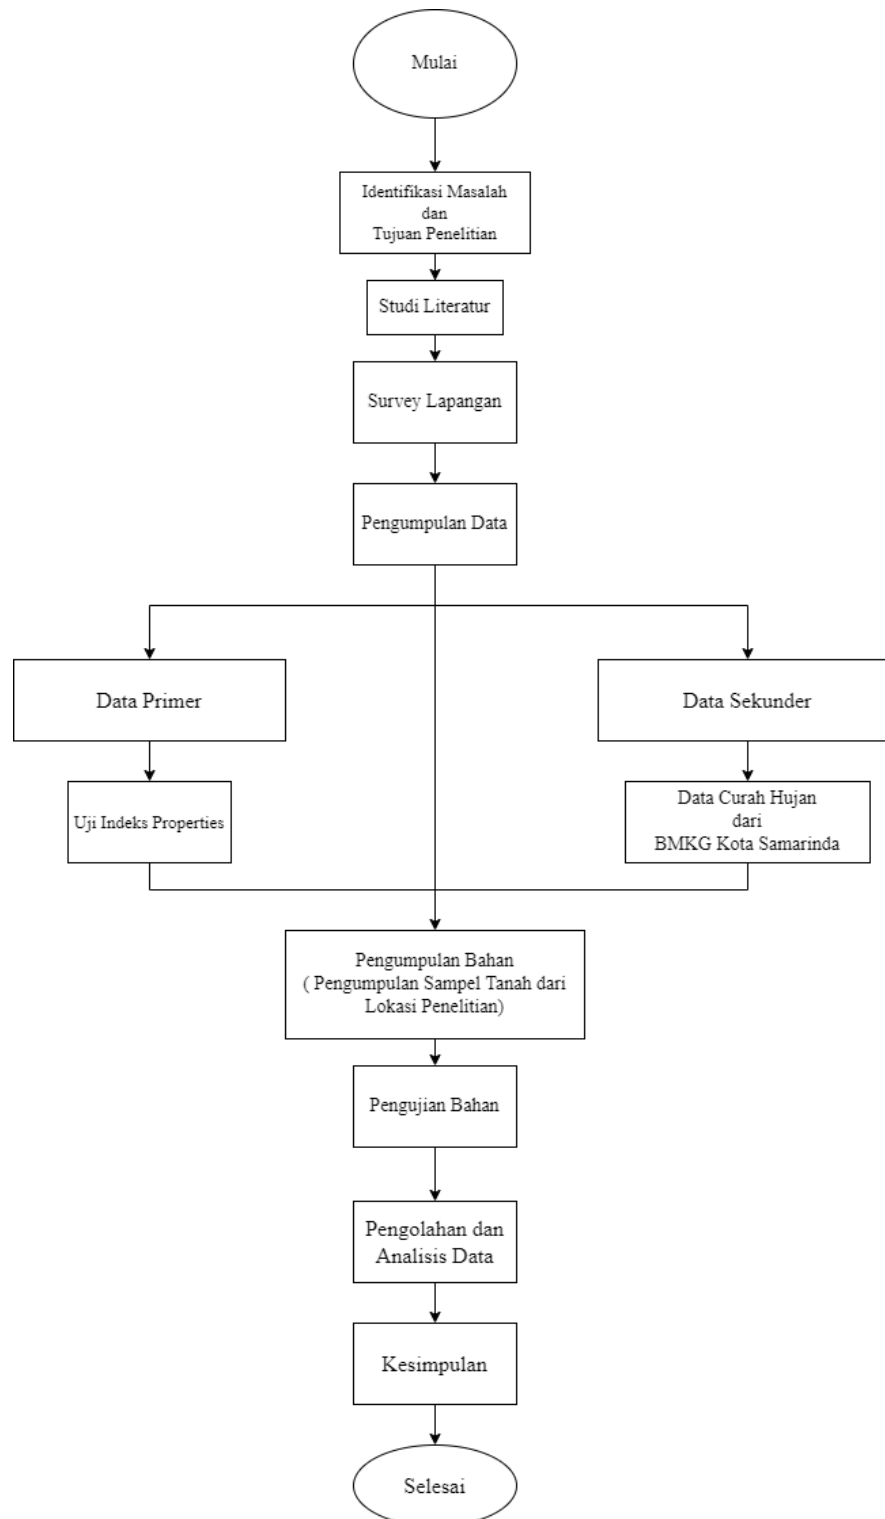 Mulai
Identifikasi Masalah
dan
Tujuan Penelitian
Studi Literatur
Survey Lapangan
Pengumpulan Data
Data Primer
Data Sekunder
Uji Indeks Properties
Data Curah Hujan
dari
BMKG Kota Samarinda
Pengumpulan Bahan
( Pengumpulan Sampel Tanah dari
Lokasi Penelitian)
Pengujian Bahan
Pengolahan dan
Analisis Data
Kesimpulan
Selesai